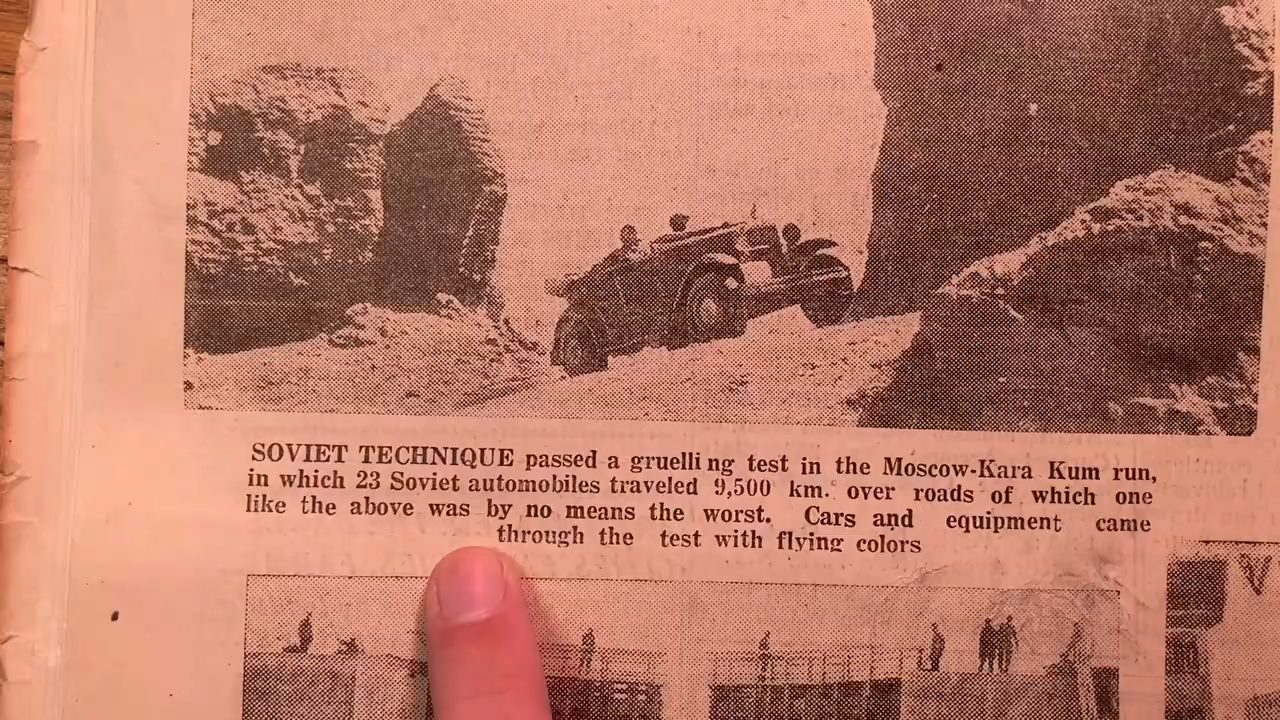 SOVIET TECHNIQUE passed a gruelling test in the Moscow-Kara Kum run,
in which 23 Soviet automobiles traveled 9,500 km. over roads of which one
like the above was by no means the worst. Cars and equipment came
through the test with flying colors
V